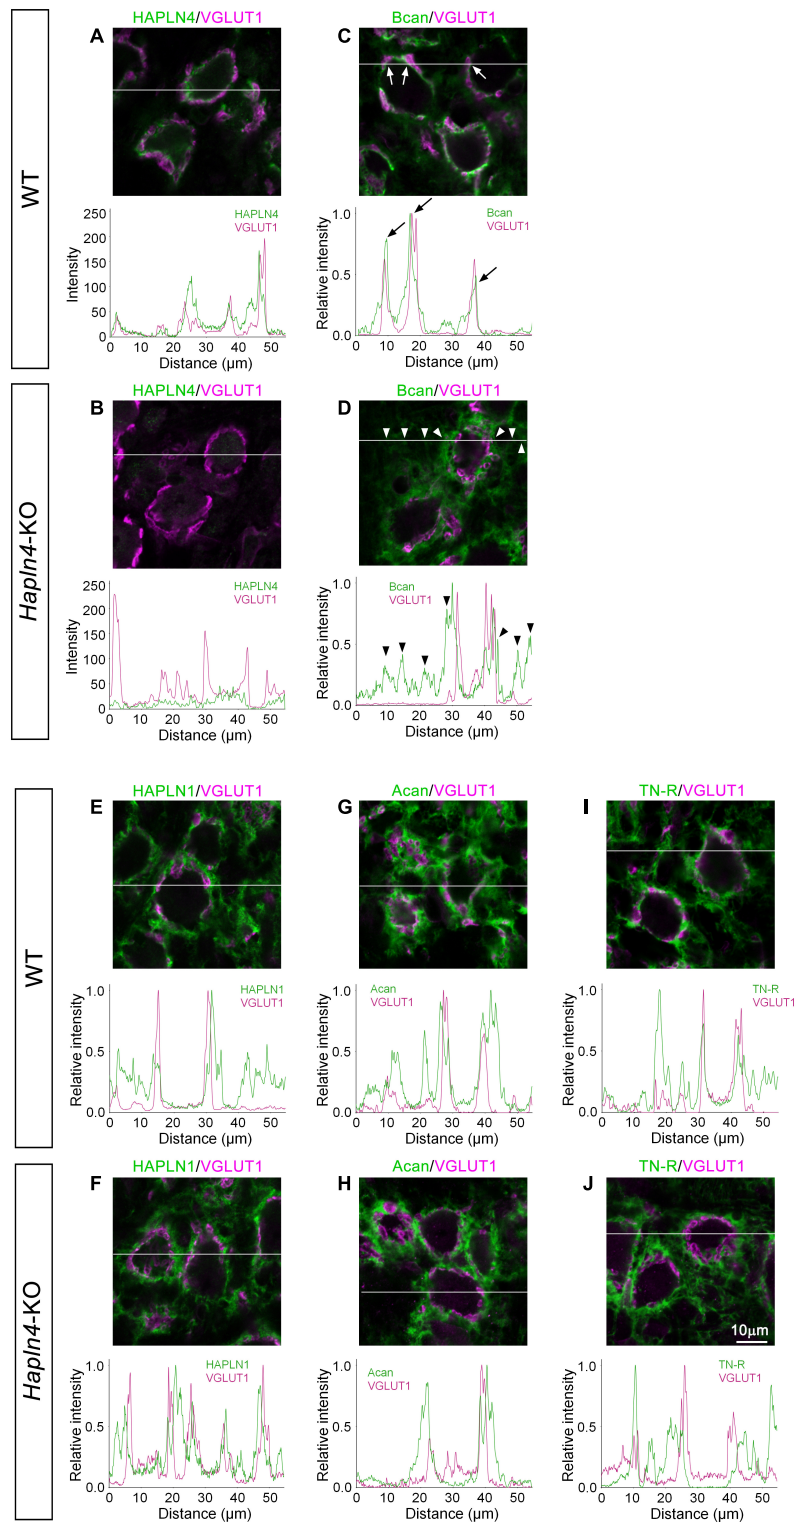 WT
A
HAPLN4/VGLUT1
250
200
150
100
50
0
Intensity
HAPLN4
VGLUT1
0 10 20 30 40 50
Distance (μm)
C
Bcan/VGLUT1
1.0
0.5
0.0
Relative intensity
Bcan
VGLUT1
0 10 20 30 40 50
Distance (μm)
Hapln4-KO
B
HAPLN4/VGLUT1
250
200
150
100
50
0
Intensity
HAPLN4
VGLUT1
0 10 20 30 40 50
Distance (μm)
D
Bcan/VGLUT1
1.0
0.5
0.0
Relative intensity
Bcan
VGLUT1
0 10 20 30 40 50
Distance (μm)
WT
E
HAPLN1/VGLUT1
1.0
0.5
0.0
Relative intensity
HAPLN1
VGLUT1
0 10 20 30 40 50
Distance (μm)
G
Acan/VGLUT1
1.0
0.5
0.0
Relative intensity
Acan
VGLUT1
0 10 20 30 40 50
Distance (μm)
I
TN-R/VGLUT1
1.0
0.5
0.0
Relative intensity
TN-R
VGLUT1
0 10 20 30 40 50
Distance (μm)
Hapln4-KO
F
HAPLN1/VGLUT1
1.0
0.5
0.0
Relative intensity
HAPLN1
VGLUT1
0 10 20 30 40 50
Distance (μm)
H
Acan/VGLUT1
1.0
0.5
0.0
Relative intensity
Acan
VGLUT1
0 10 20 30 40 50
Distance (μm)
J
TN-R/VGLUT1
10μm
1.0
0.5
0.0
Relative intensity
TN-R
VGLUT1
0 10 20 30 40 50
Distance (μm)